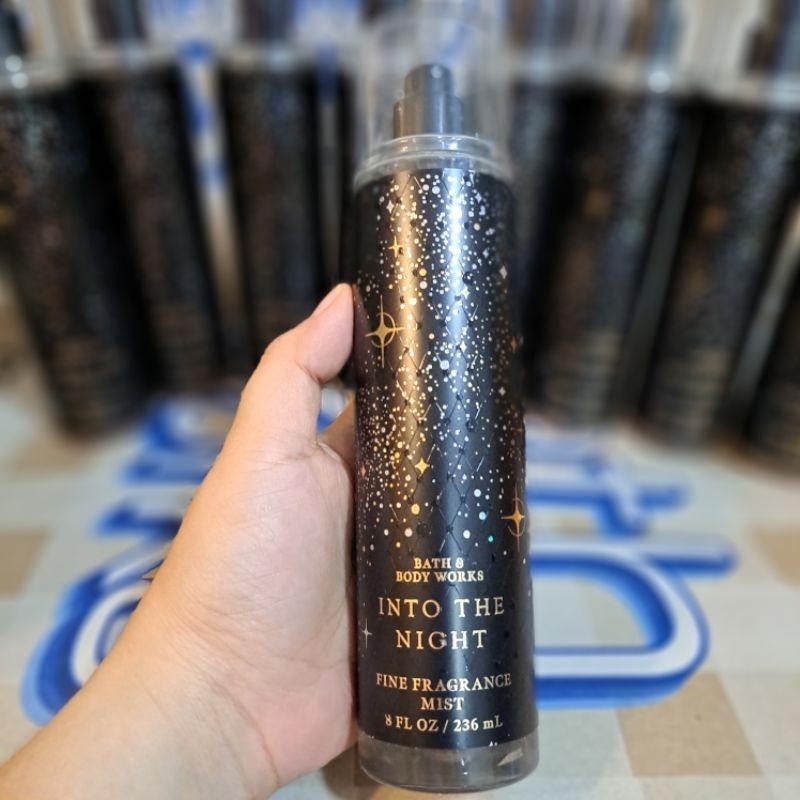 BATH &
BODY WORKS
INTO THE
NIGHT
FINE FRAGRANCE
MIST
8 FL OZ / 236 mL